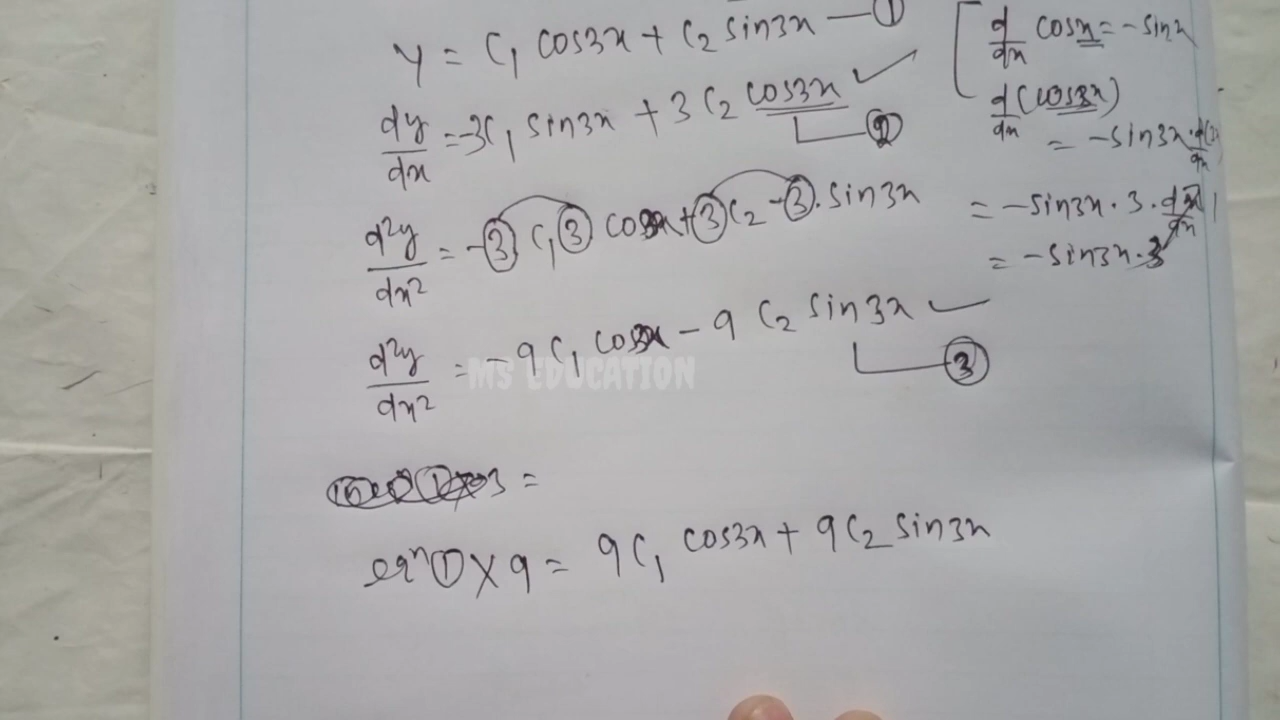 y = C₁ cos3x + C₂ sin3x — ①
dy/dx = -3C₁ sin3x + 3C₂ cos3x ✓
②
d²y/dx² = -3 C₁ 3 cos3x + 3 C₂ -3 . sin3x
d²y/dx² = -9C₁ cos3x - 9 C₂ sin3x ✓
③
MS EDUCATION
3 =
eqⁿ ① X 9 = 9C₁ cos3x + 9C₂ sin3x
d/dx cosx = -sinx
d/dx (cos3x)
= -sin3x . d/dx
= -sin3x . 3 . dx/dx
= -sin3x . 3